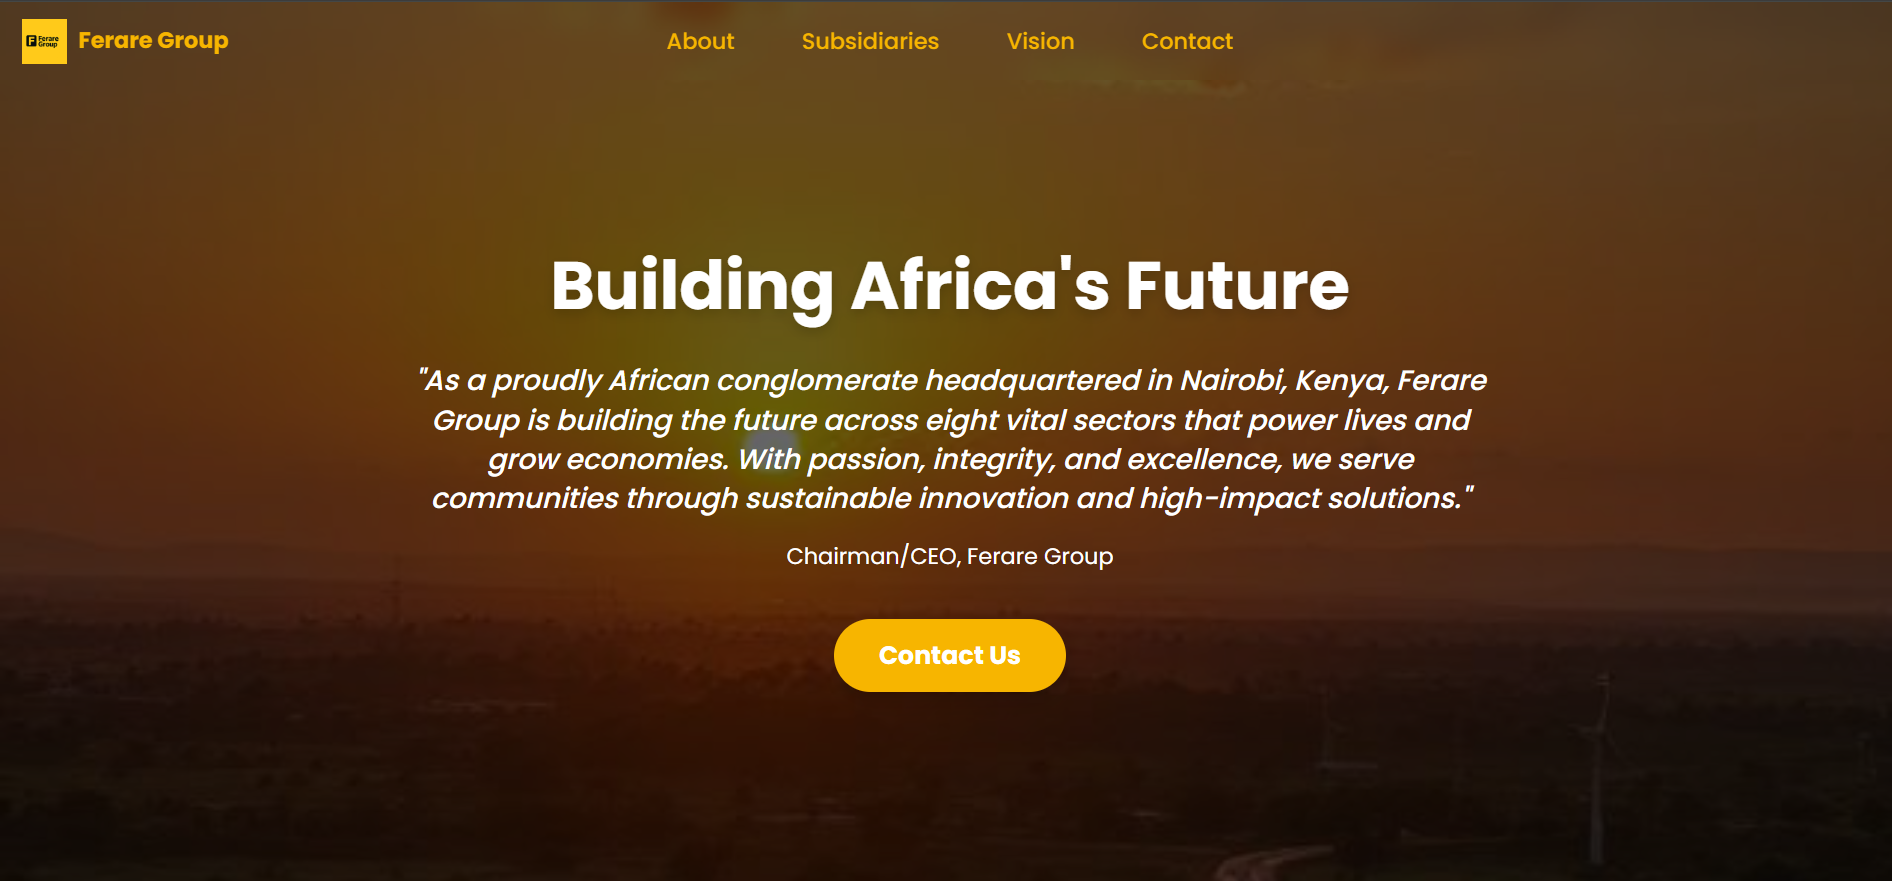 Ferare
Group
Ferare Group
About
Subsidiaries
Vision
Contact
Building Africa's Future
"As a proudly African conglomerate headquartered in Nairobi, Kenya, Ferare
Group is building the future across eight vital sectors that power lives and
grow economies. With passion, integrity, and excellence, we serve
communities through sustainable innovation and high-impact solutions."
Chairman/CEO, Ferare Group
Contact Us